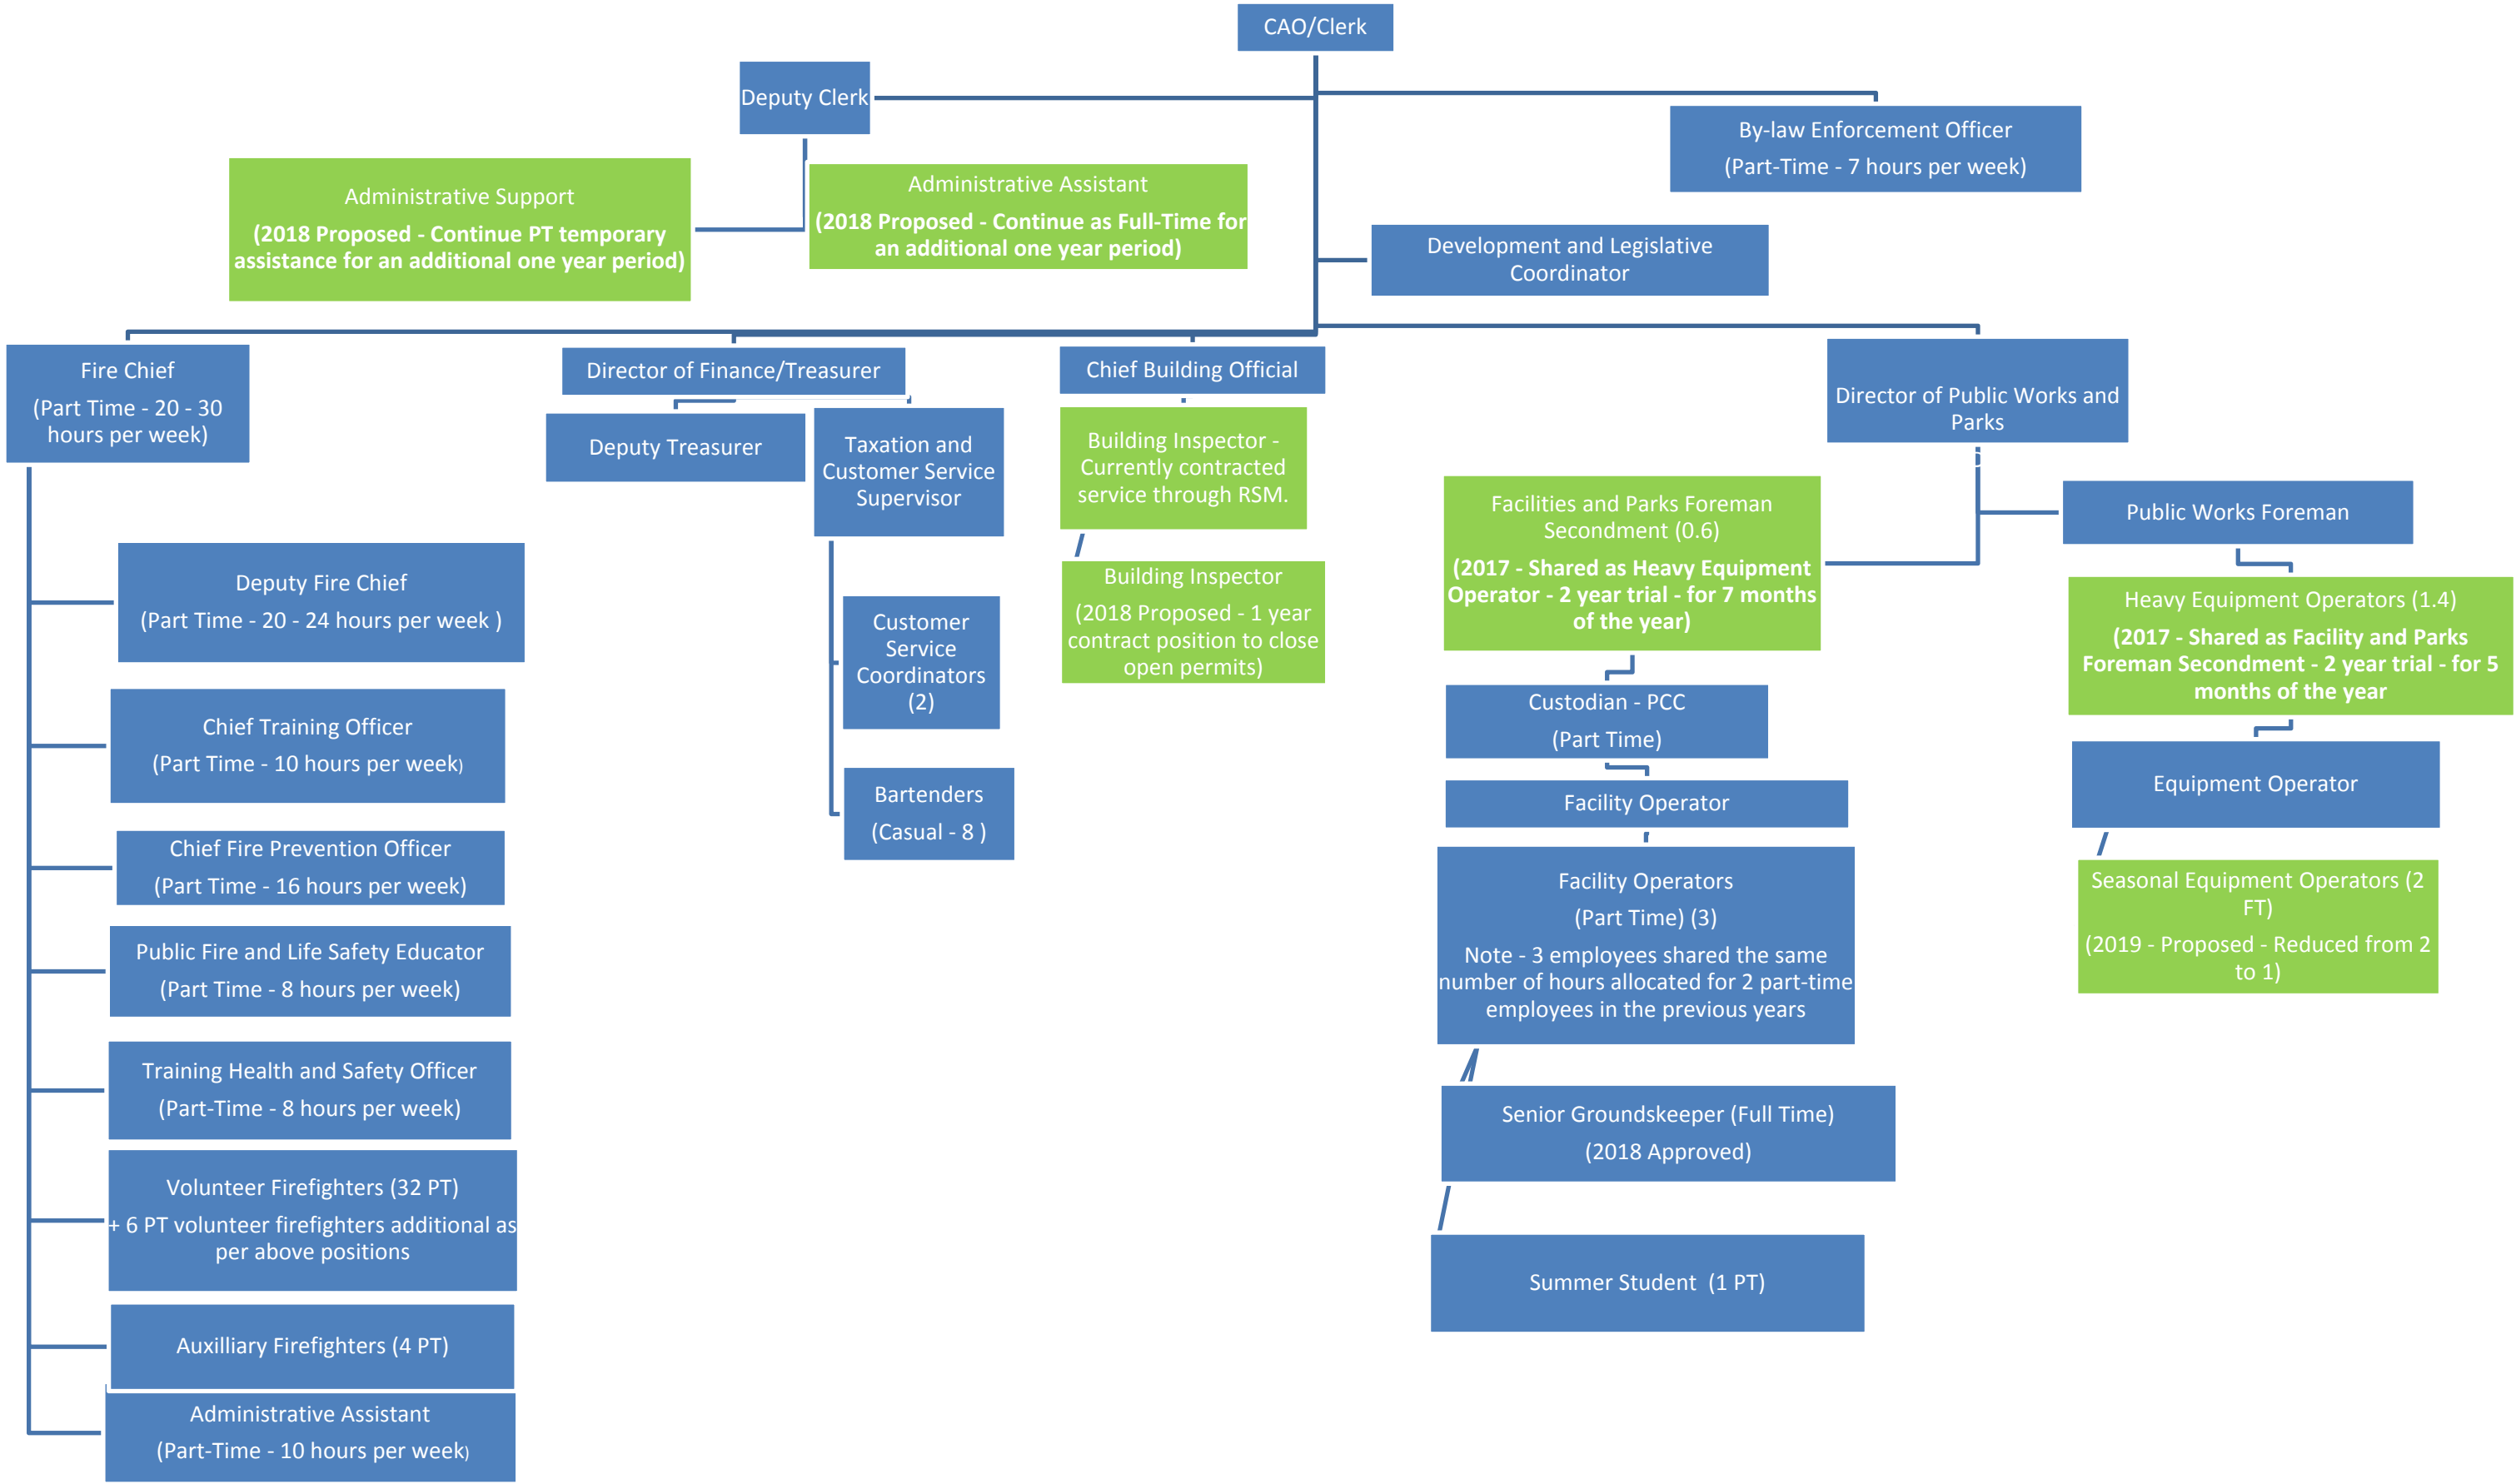 CAO/Clerk
Deputy Clerk
By-law Enforcement Officer
(Part-Time - 7 hours per week)
Administrative Support
(2018 Proposed - Continue PT temporary
assistance for an additional one year period)
Administrative Assistant
(2018 Proposed - Continue as Full-Time for
an additional one year period)
Development and Legislative
Coordinator
Fire Chief
(Part Time - 20 - 30
hours per week)
Director of Finance/Treasurer
Chief Building Official
Director of Public Works and
Parks
Deputy Treasurer
Taxation and
Customer Service
Supervisor
Building Inspector -
Currently contracted
service through RSM.
Building Inspector
(2018 Proposed - 1 year
contract position to close
open permits)
Customer
Service
Coordinators
(2)
Bartenders
(Casual - 8 )
Deputy Fire Chief
(Part Time - 20 - 24 hours per week )
Chief Training Officer
(Part Time - 10 hours per week)
Chief Fire Prevention Officer
(Part Time - 16 hours per week)
Public Fire and Life Safety Educator
(Part Time - 8 hours per week)
Training Health and Safety Officer
(Part-Time - 8 hours per week)
Volunteer Firefighters (32 PT)
+ 6 PT volunteer firefighters additional as
per above positions
Auxilliary Firefighters (4 PT)
Administrative Assistant
(Part-Time - 10 hours per week)
Facilities and Parks Foreman
Secondment (0.6)
(2017 - Shared as Heavy Equipment
Operator - 2 year trial - for 7 months
of the year)
Custodian - PCC
(Part Time)
Facility Operator
Facility Operators
(Part Time) (3)
Note - 3 employees shared the same
number of hours allocated for 2 part-time
employees in the previous years
Senior Groundskeeper (Full Time)
(2018 Approved)
Summer Student (1 PT)
Public Works Foreman
Heavy Equipment Operators (1.4)
(2017 - Shared as Facility and Parks
Foreman Secondment - 2 year trial - for 5
months of the year
Equipment Operator
Seasonal Equipment Operators (2
FT)
(2019 - Proposed - Reduced from 2
to 1)